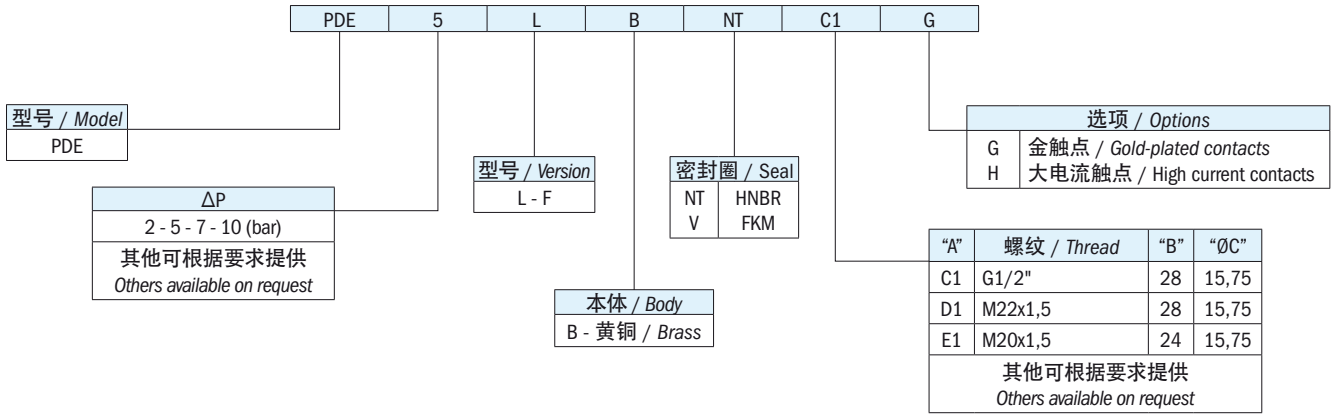 PDE 5 L B NT C1 G
型号 / Model
PDE
ΔP
2 - 5 - 7 - 10 (bar)
其他可根据要求提供
Others available on request
型号 / Version
L - F
本体 / Body
B - 黄铜 / Brass
密封圈 / Seal
NT HNBR
V FKM
选项 / Options
G 金触点 / Gold-plated contacts
H 大电流触点 / High current contacts
“A” 螺纹 / Thread “B” “ØC”
C1 G1/2" 28 15,75
D1 M22x1,5 28 15,75
E1 M20x1,5 24 15,75
其他可根据要求提供
Others available on request